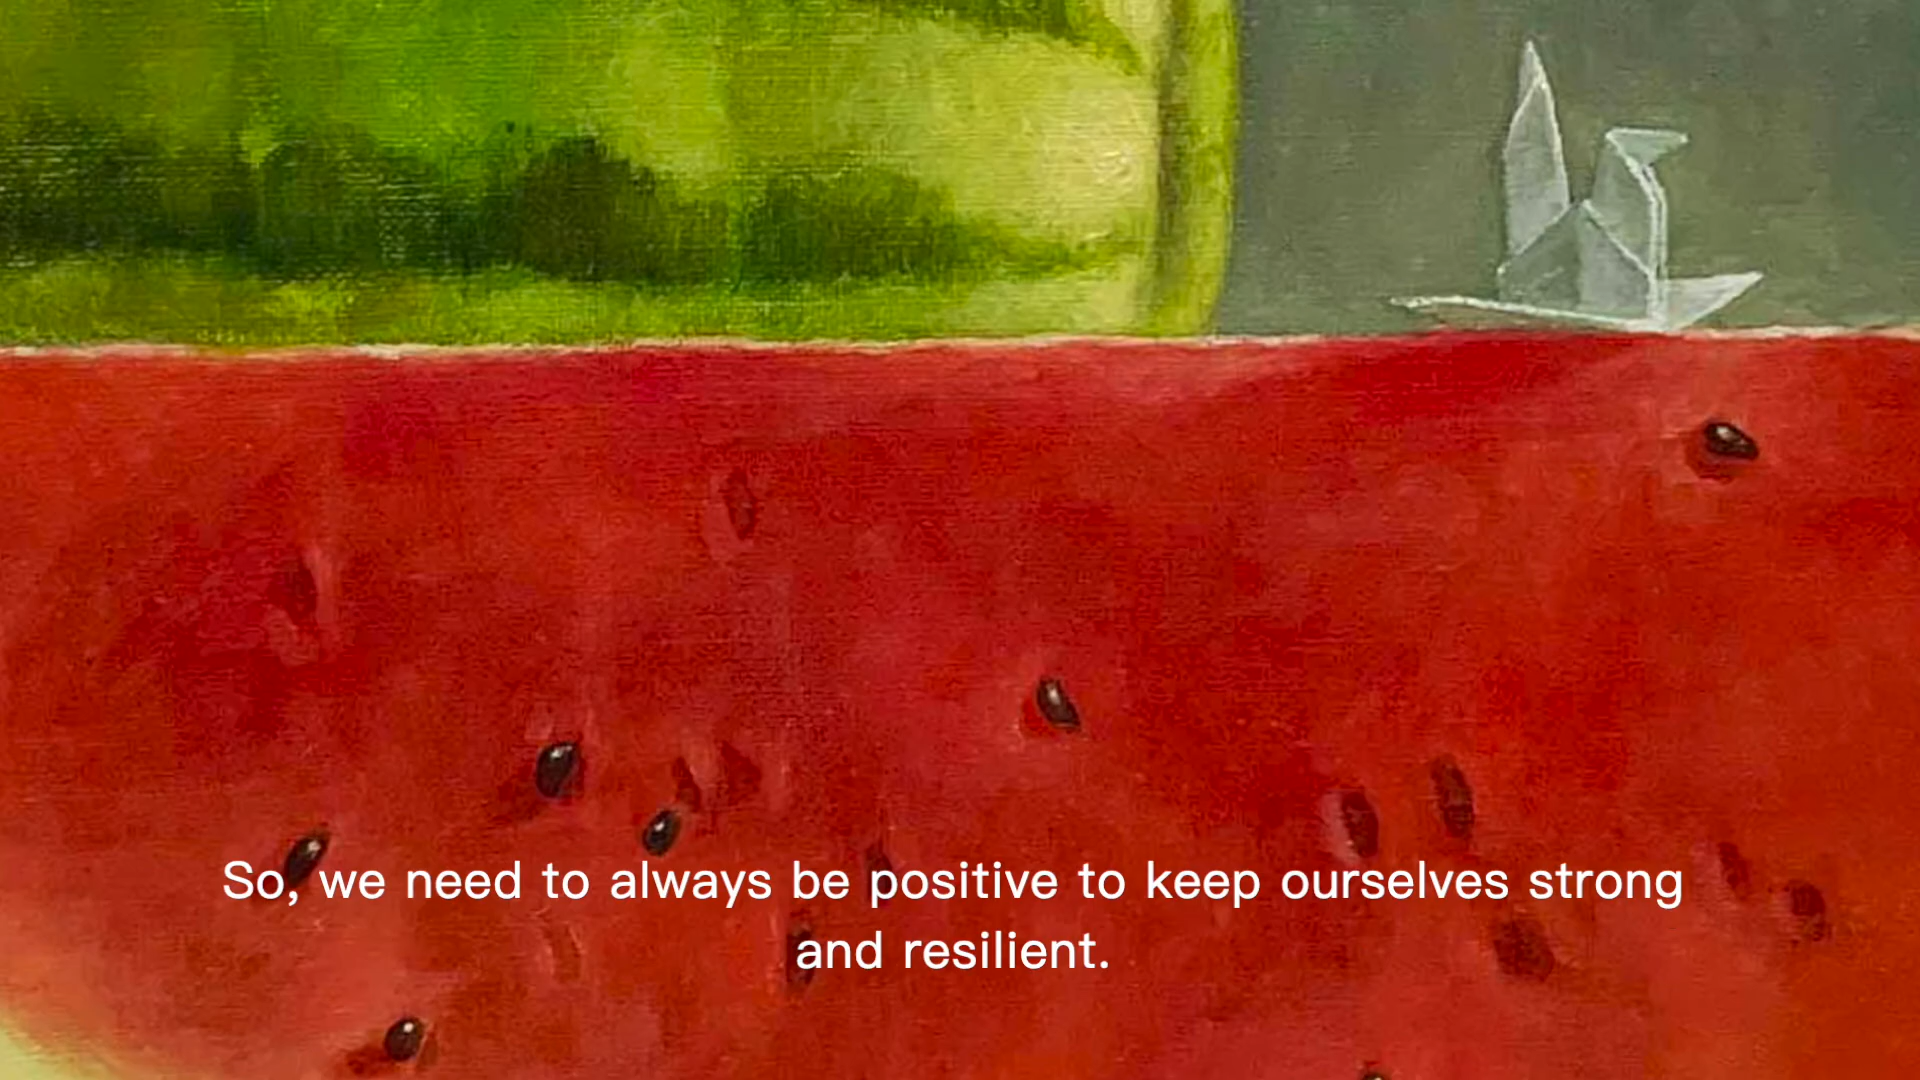 So, we need to always be positive to keep ourselves strong
and resilient.